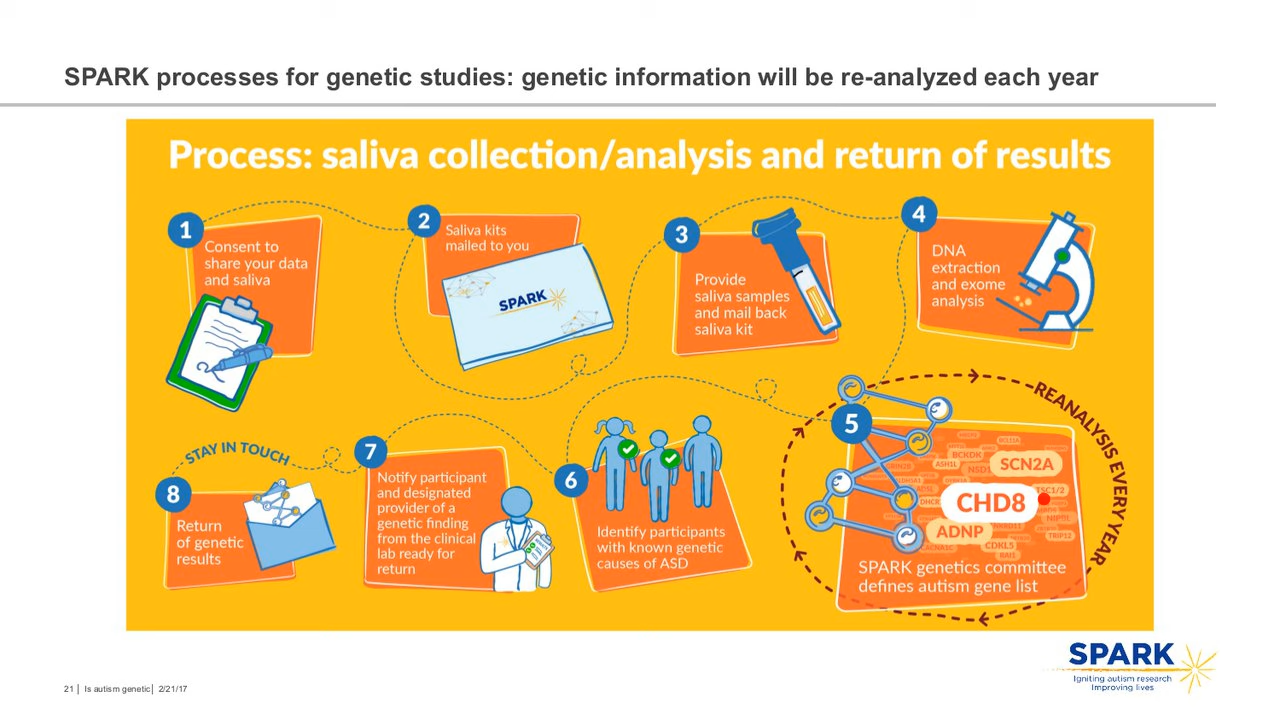 SPARK processes for genetic studies: genetic information will be re-analyzed each year
Process: saliva collection/analysis and return of results
1
Consent to
share your data
and saliva
2
Saliva kits
mailed to you
SPARK
3
Provide
saliva samples
and mail back
saliva kit
4
DNA
extraction
and exome
analysis
5
REANALYSIS EVERY YEAR
BCKDK
ASH1L
NSD1
SCN2A
TSC1/2
CHD8
ADNP
CDKL5
TRIP12
CACNA1C
SPARK genetics committee
defines autism gene list
6
Identify participants
with known genetic
causes of ASD
7
Notify participant
and designated
provider of a
genetic finding
from the clinical
lab ready for
return
STAY IN TOUCH
8
Return
of genetic
results
SPARK
Igniting autism research
Improving lives
21 | Is autism genetic| 2/21/17